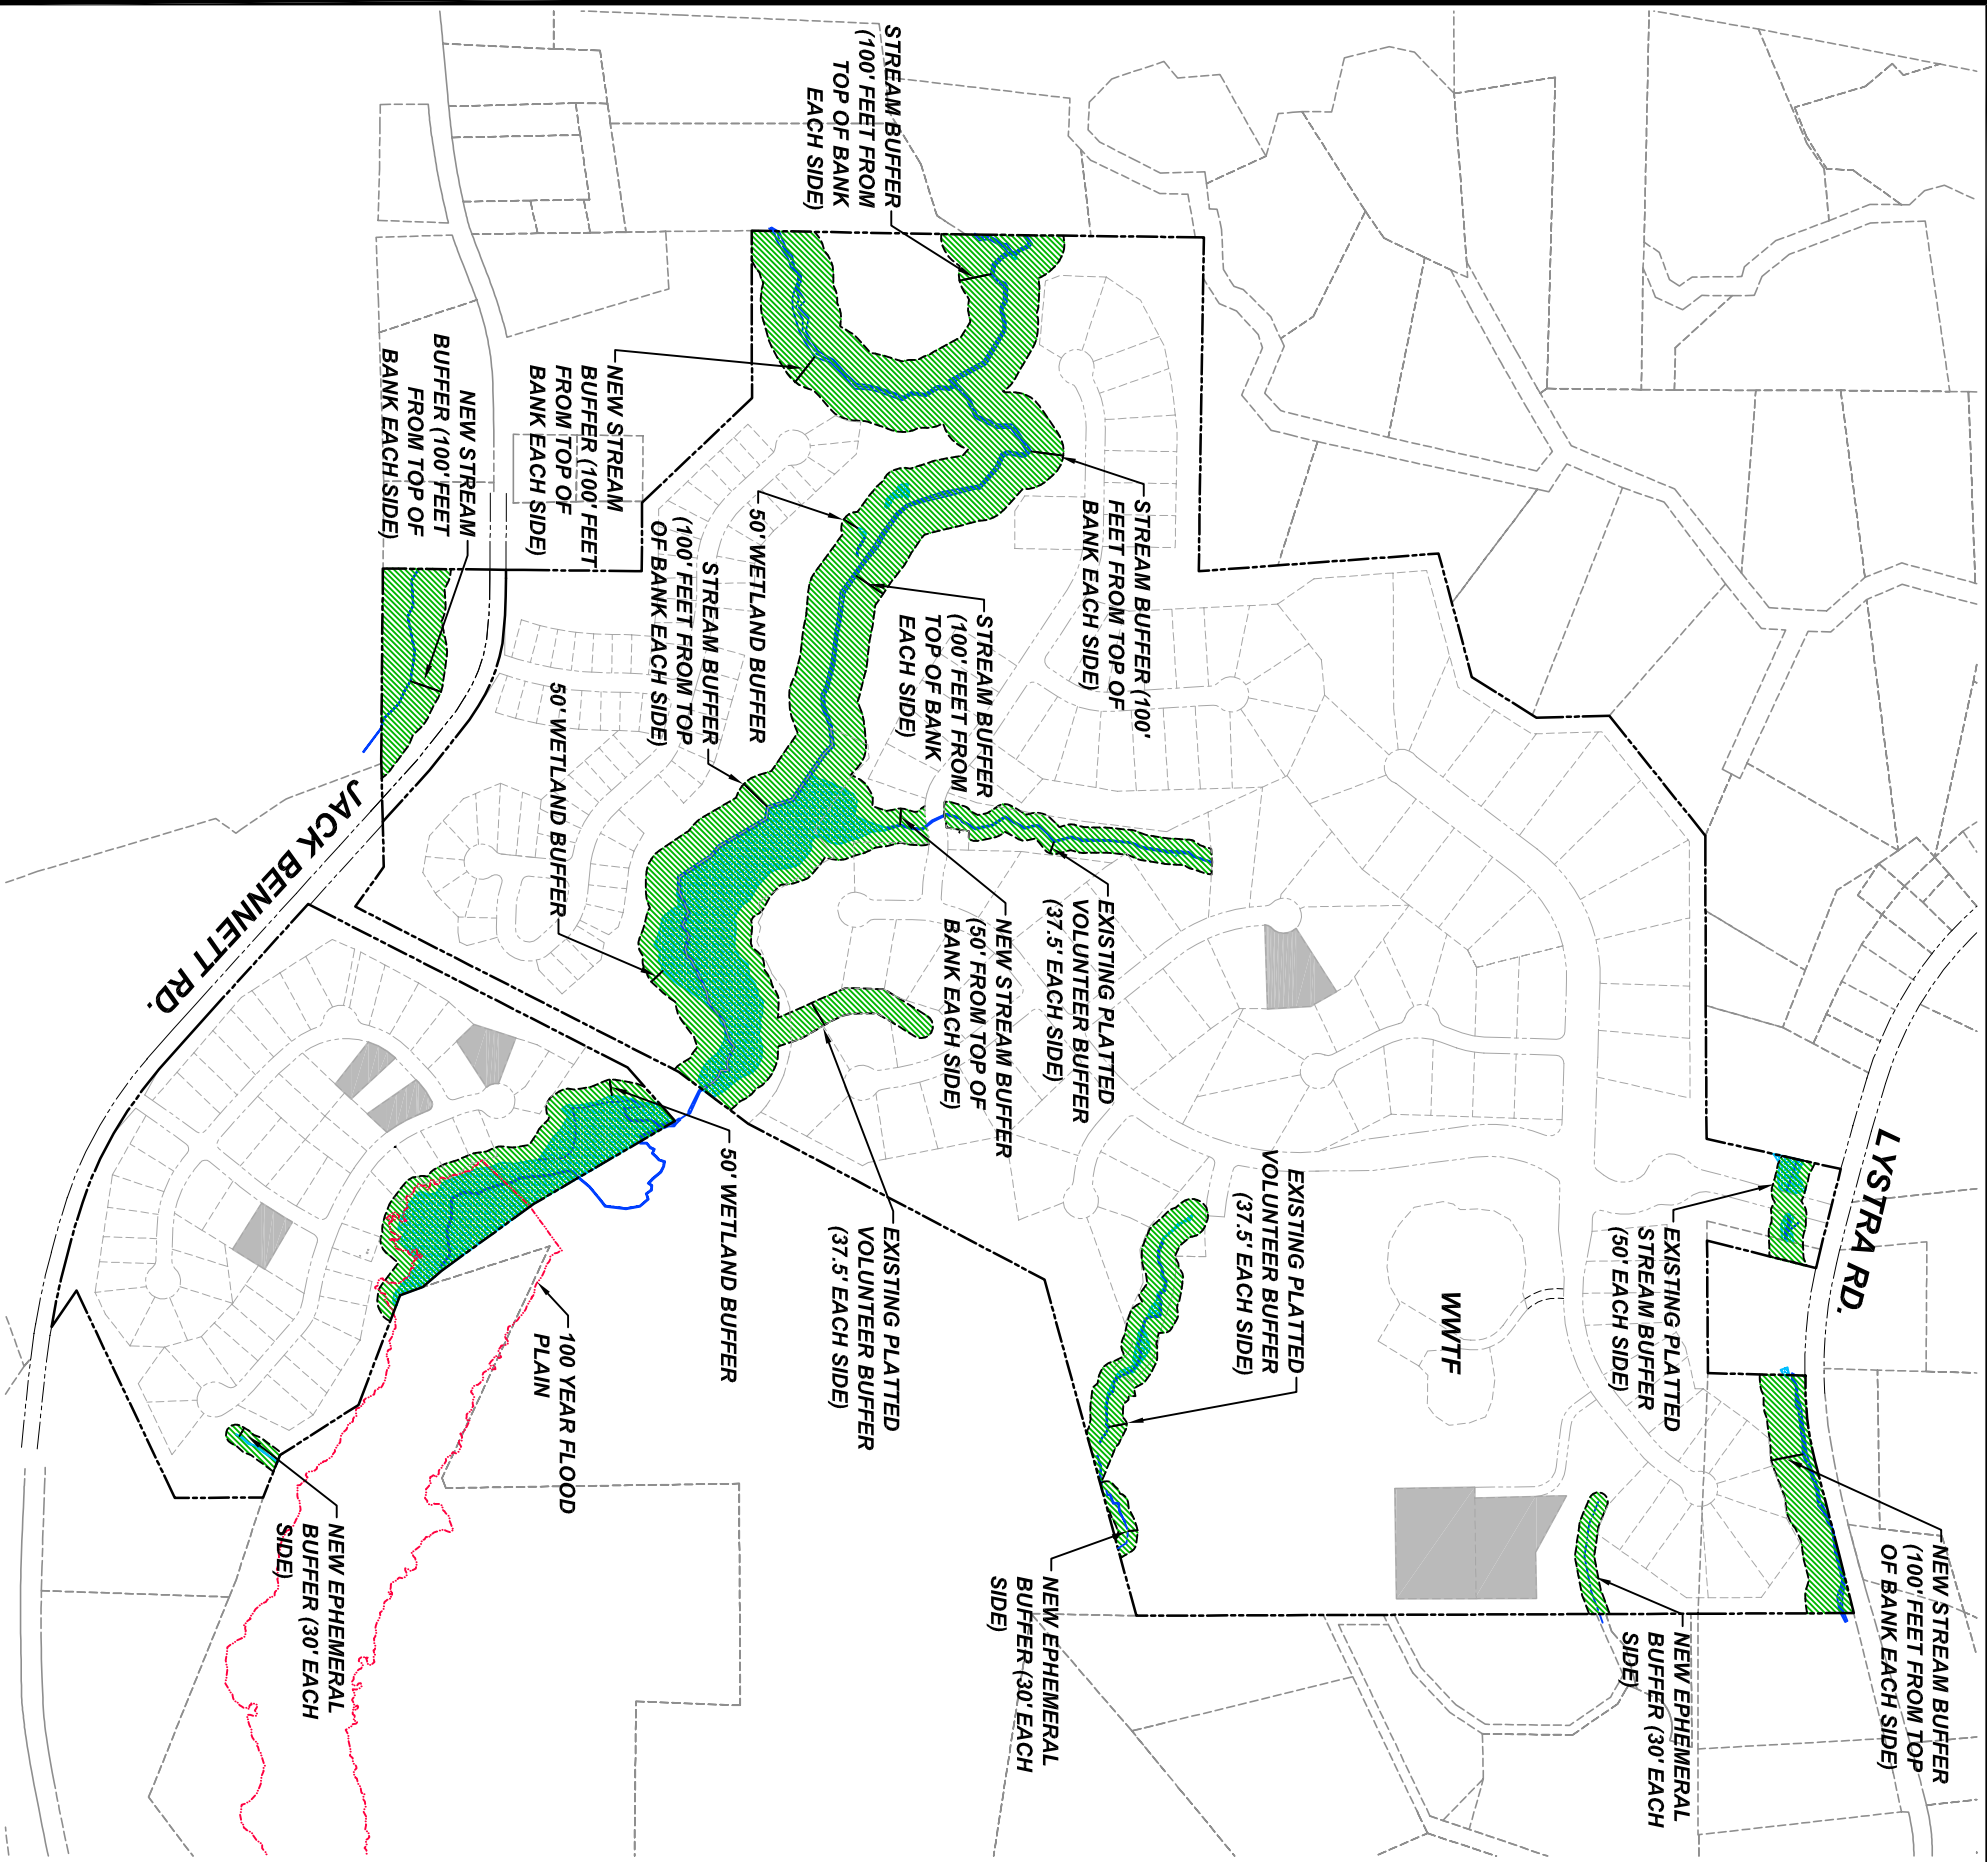 STREAM BUFFER
(100' FEET FROM
TOP OF BANK
EACH SIDE)
NEW STREAM
BUFFER (100' FEET
FROM TOP OF
BANK EACH SIDE)
NEW STREAM
BUFFER (100' FEET
FROM TOP OF
BANK EACH SIDE)
STREAM BUFFER (100'
FEET FROM TOP OF
BANK EACH SIDE)
50' WETLAND BUFFER
STREAM BUFFER
(100' FEET FROM TOP
OF BANK EACH SIDE)
STREAM BUFFER
(100' FEET FROM
TOP OF BANK
EACH SIDE)
50' WETLAND BUFFER
JACK BENNETT RD.
EXISTING PLATTED
VOLUNTEER BUFFER
(37.5' EACH SIDE)
NEW STREAM BUFFER
(50' FROM TOP OF
BANK EACH SIDE)
LYSTRA RD.
50' WETLAND BUFFER
EXISTING PLATTED
VOLUNTEER BUFFER
(37.5' EACH SIDE)
EXISTING PLATTED
VOLUNTEER BUFFER
(37.5' EACH SIDE)
WWTF
EXISTING PLATTED
STREAM BUFFER
(50' EACH SIDE)
100 YEAR FLOOD
PLAIN
NEW EPHEMERAL
BUFFER (30' EACH
SIDE)
NEW EPHEMERAL
BUFFER (30' EACH
SIDE)
NEW EPHEMERAL
BUFFER (30' EACH
SIDE)
NEW STREAM BUFFER
(100' FEET FROM TOP
OF BANK EACH SIDE)